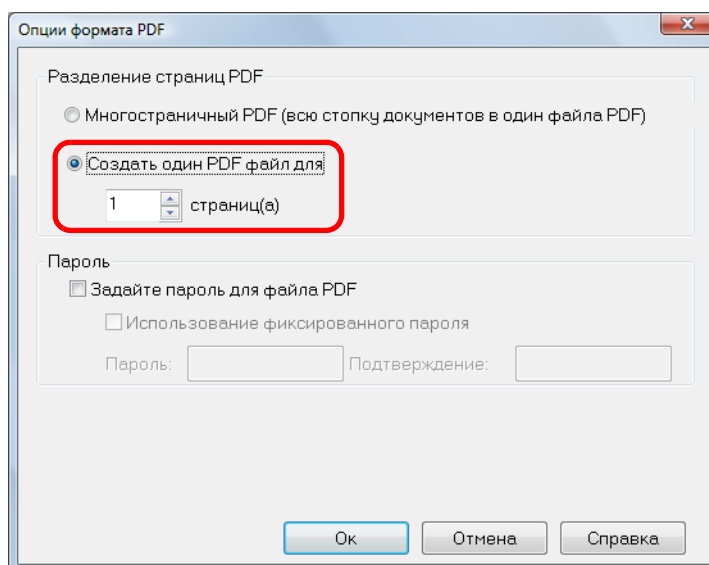 Опции формата PDF
Разделение страниц PDF
Многостраничный PDF (всю стопку документов в один файла PDF)
Создать один PDF файл для
1 страниц(а)
Пароль
Задайте пароль для файла PDF
Использование фиксированного пароля
Пароль: Подтверждение:
Ок Отмена Справка